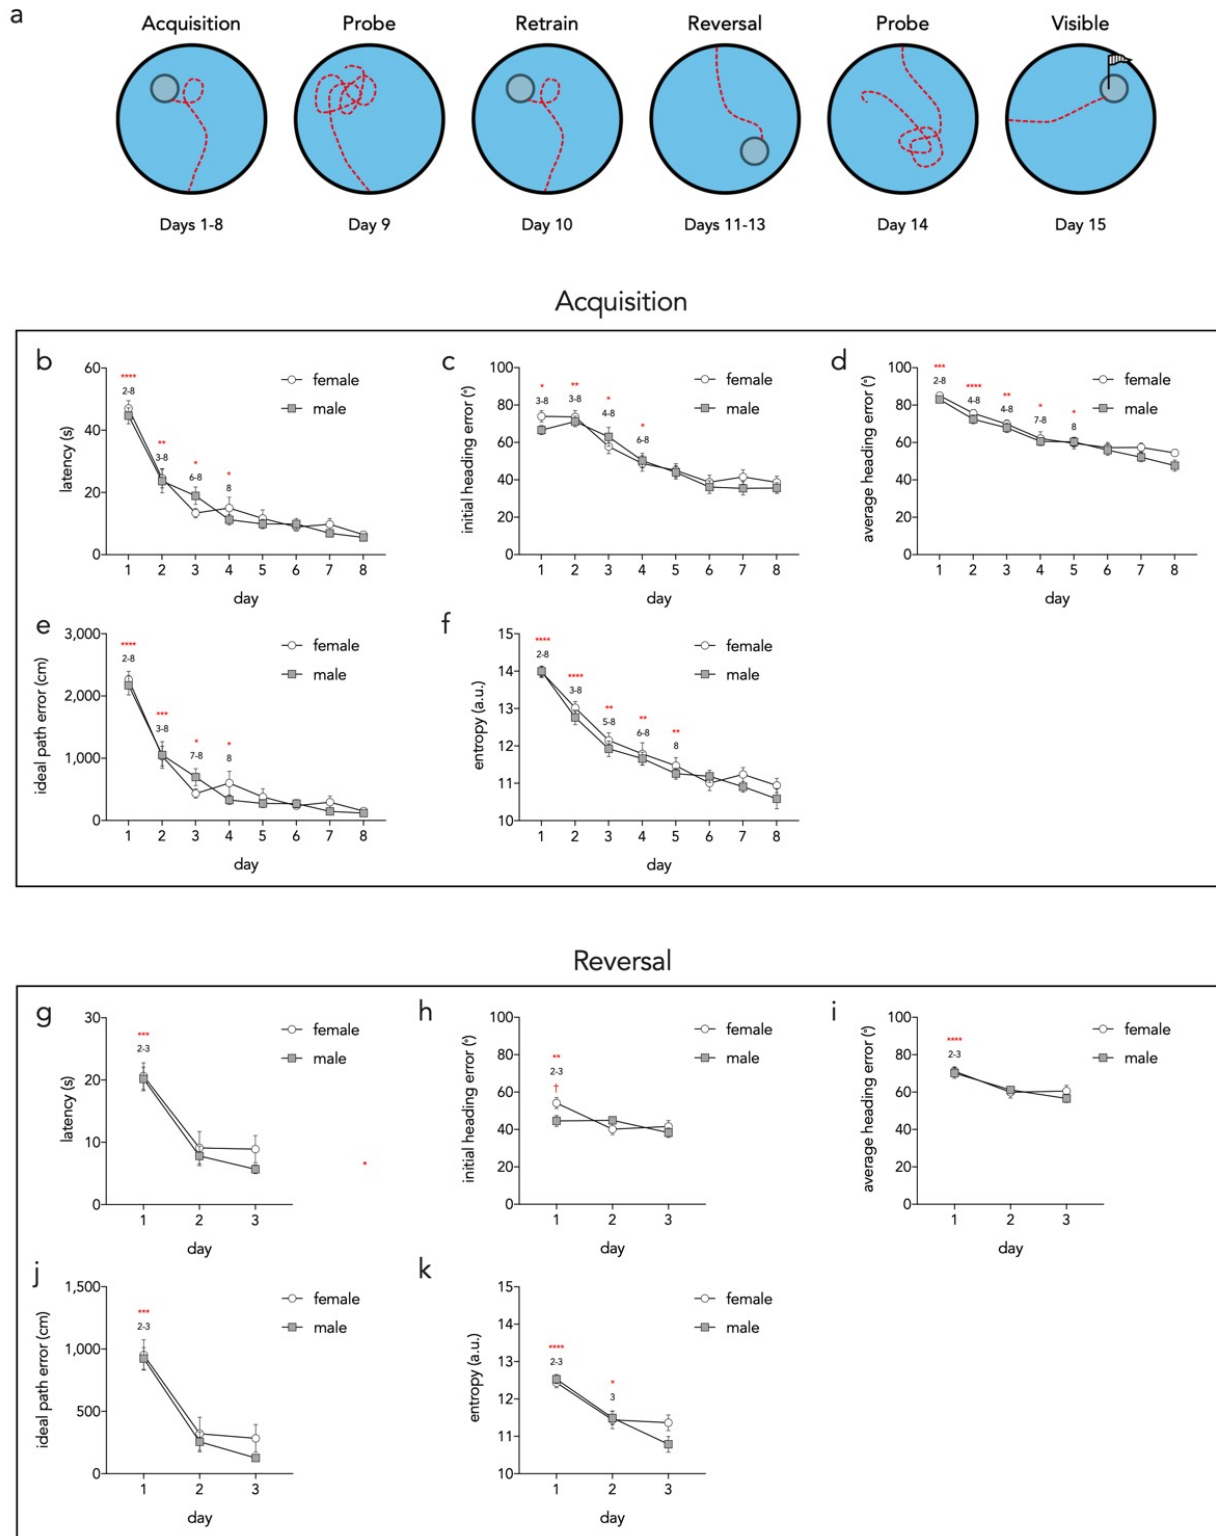 a
Acquisition Probe Retrain Reversal Probe Visible
Days 1-8 Day 9 Day 10 Days 11-13 Day 14 Day 15
Acquisition
b
60
40
20
0
latency (s)
**** 2-8
** 3-8
* 6-8
* 8
female
male
1 2 3 4 5 6 7 8
day
c
100
80
60
40
20
0
initial heading error (°)
* 3-8
** 3-8
* 4-8
* 6-8
female
male
1 2 3 4 5 6 7 8
day
d
100
80
60
40
20
0
average heading error (°)
*** 2-8
**** 4-8
** 4-8
* 7-8
* 8
female
male
1 2 3 4 5 6 7 8
day
e
3,000
2,000
1,000
0
ideal path error (cm)
**** 2-8
*** 3-8
* 7-8
* 8
female
male
1 2 3 4 5 6 7 8
day
f
15
14
13
12
11
10
entropy (a.u.)
**** 2-8
**** 3-8
** 5-8
** 6-8
** 8
female
male
1 2 3 4 5 6 7 8
day
Reversal
g
30
20
10
0
latency (s)
*** 2-3
female
male
*
1 2 3
day
h
100
80
60
40
20
0
initial heading error (°)
** 2-3 †
female
male
1 2 3
day
i
100
80
60
40
20
0
average heading error (°)
**** 2-3
female
male
1 2 3
day
j
1,500
1,000
500
0
ideal path error (cm)
*** 2-3
female
male
1 2 3
day
k
15
14
13
12
11
10
entropy (a.u.)
**** 2-3
* 3
female
male
1 2 3
day